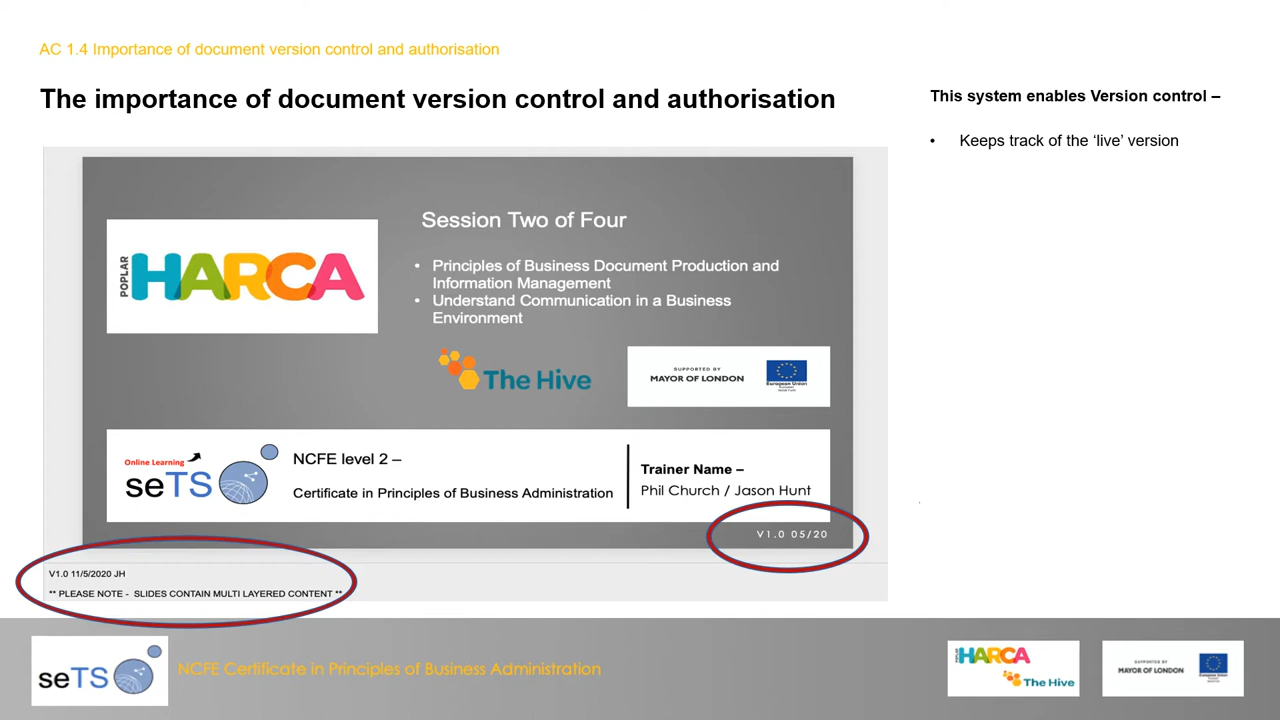 AC 1.4 Importance of document version control and authorisation
The importance of document version control and authorisation
This system enables Version control –
• Keeps track of the ‘live’ version
POPLAR
HARCA
Session Two of Four
• Principles of Business Document Production and
Information Management
• Understand Communication in a Business
Environment
The Hive
SUPPORTED BY
MAYOR OF LONDON
European Union
Online Learning
seTS
NCFE level 2 –
Certificate in Principles of Business Administration
Trainer Name –
Phil Church / Jason Hunt
V1.0 05/20
V1.0 11/5/2020 JH
** PLEASE NOTE - SLIDES CONTAIN MULTI LAYERED CONTENT **
seTS
NCFE Certificate in Principles of Business Administration
POPLAR
HARCA
The Hive
SUPPORTED BY
MAYOR OF LONDON